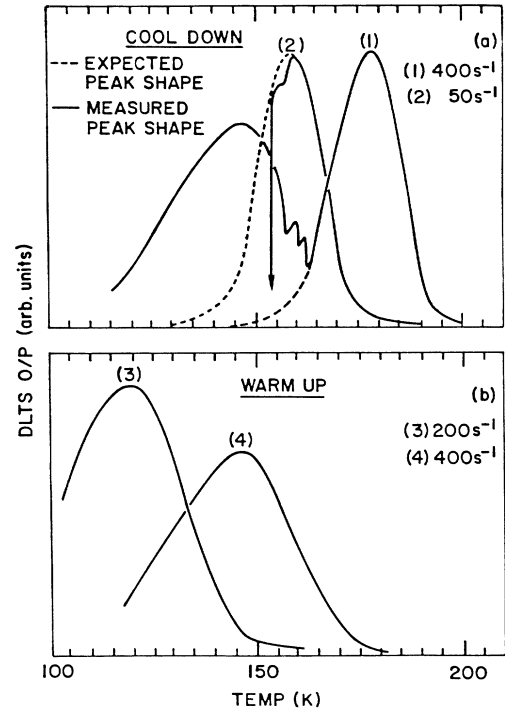 COOL DOWN
(2)
(1)
(a)
--- EXPECTED
PEAK SHAPE
— MEASURED
PEAK SHAPE
(1) 400s⁻¹
(2) 50s⁻¹
DLTS O/P (arb. units)
(3)
WARM UP
(b)
(4)
(3) 200s⁻¹
(4) 400s⁻¹
100
150
200
TEMP (K)